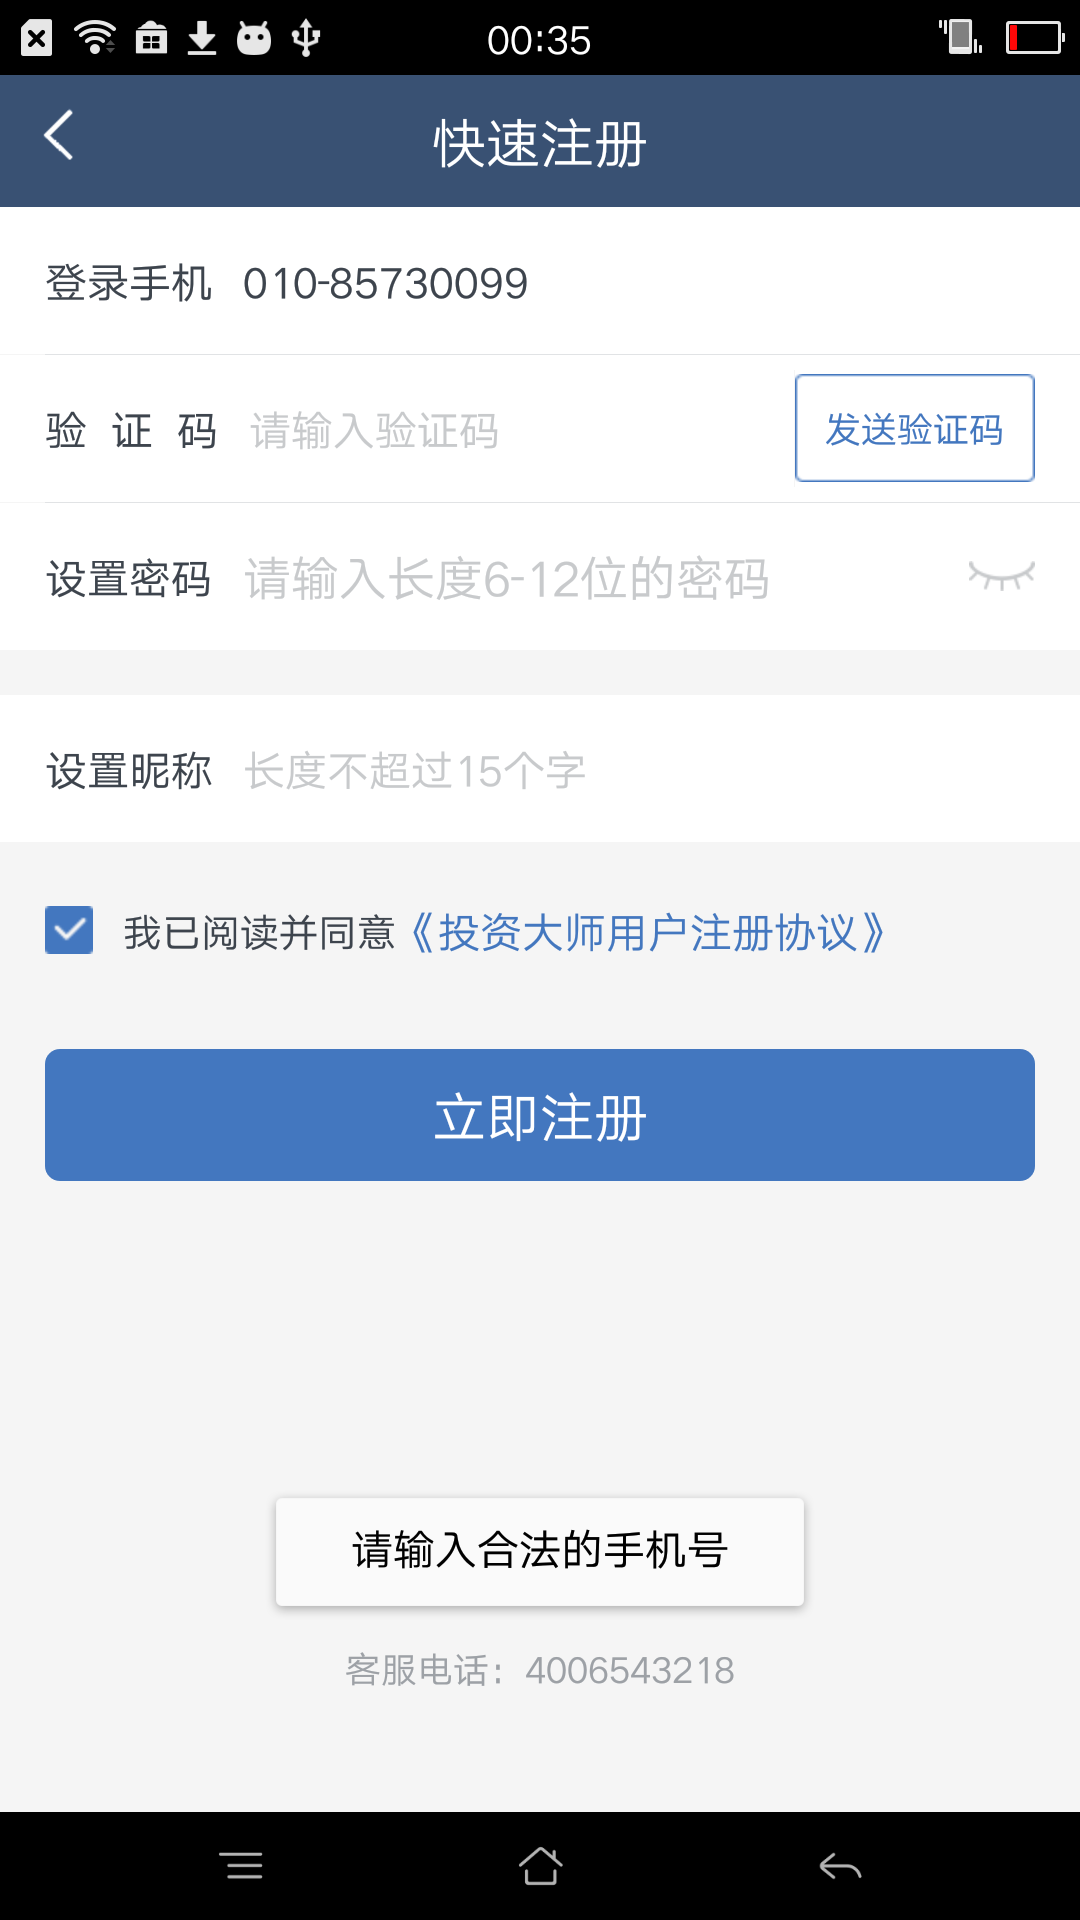 00:35
快速注册
登录手机 010-85730099
验 证 码 请输入验证码 发送验证码
设置密码 请输入长度6-12位的密码
设置昵称 长度不超过15个字
我已阅读并同意《投资大师用户注册协议》
立即注册
请输入合法的手机号
客服电话：4006543218